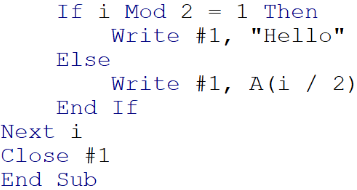 If i Mod 2 = 1 Then
Write #1, "Hello"
Else
Write #1, A(i / 2)
End If
Next i
Close #1
End Sub